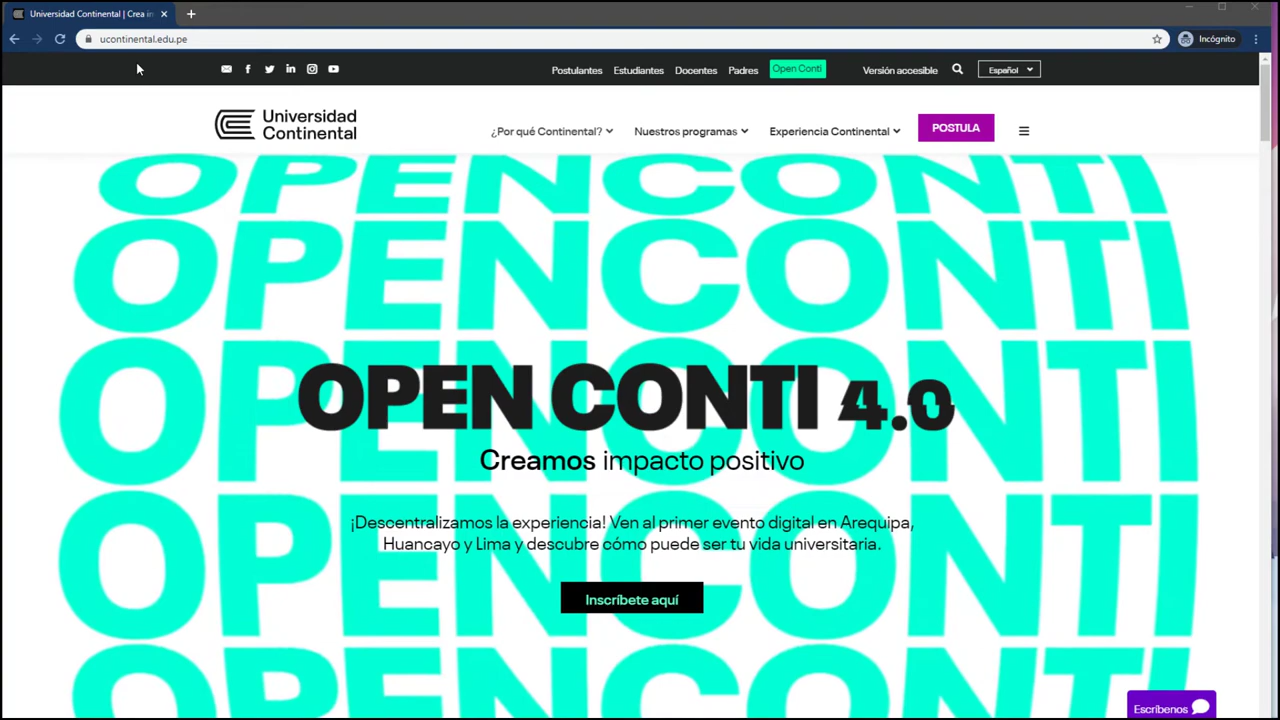 Universidad Continental | Crea in
ucontinental.edu.pe
Incógnito
Postulantes
Estudiantes
Docentes
Padres
Open Conti
Versión accesible
Español
Universidad
Continental
¿Por qué Continental?
Nuestros programas
Experiencia Continental
POSTULA
OPENCONTI
OPENCONTI
OPENCONTI
OPEN CONTI 4.0
Creamos impacto positivo
OPENCONTI
¡Descentralizamos la experiencia! Ven al primer evento digital en Arequipa,
Huancayo y Lima y descubre cómo puede ser tu vida universitaria.
Inscríbete aquí
OPENCONTI
Escríbenos